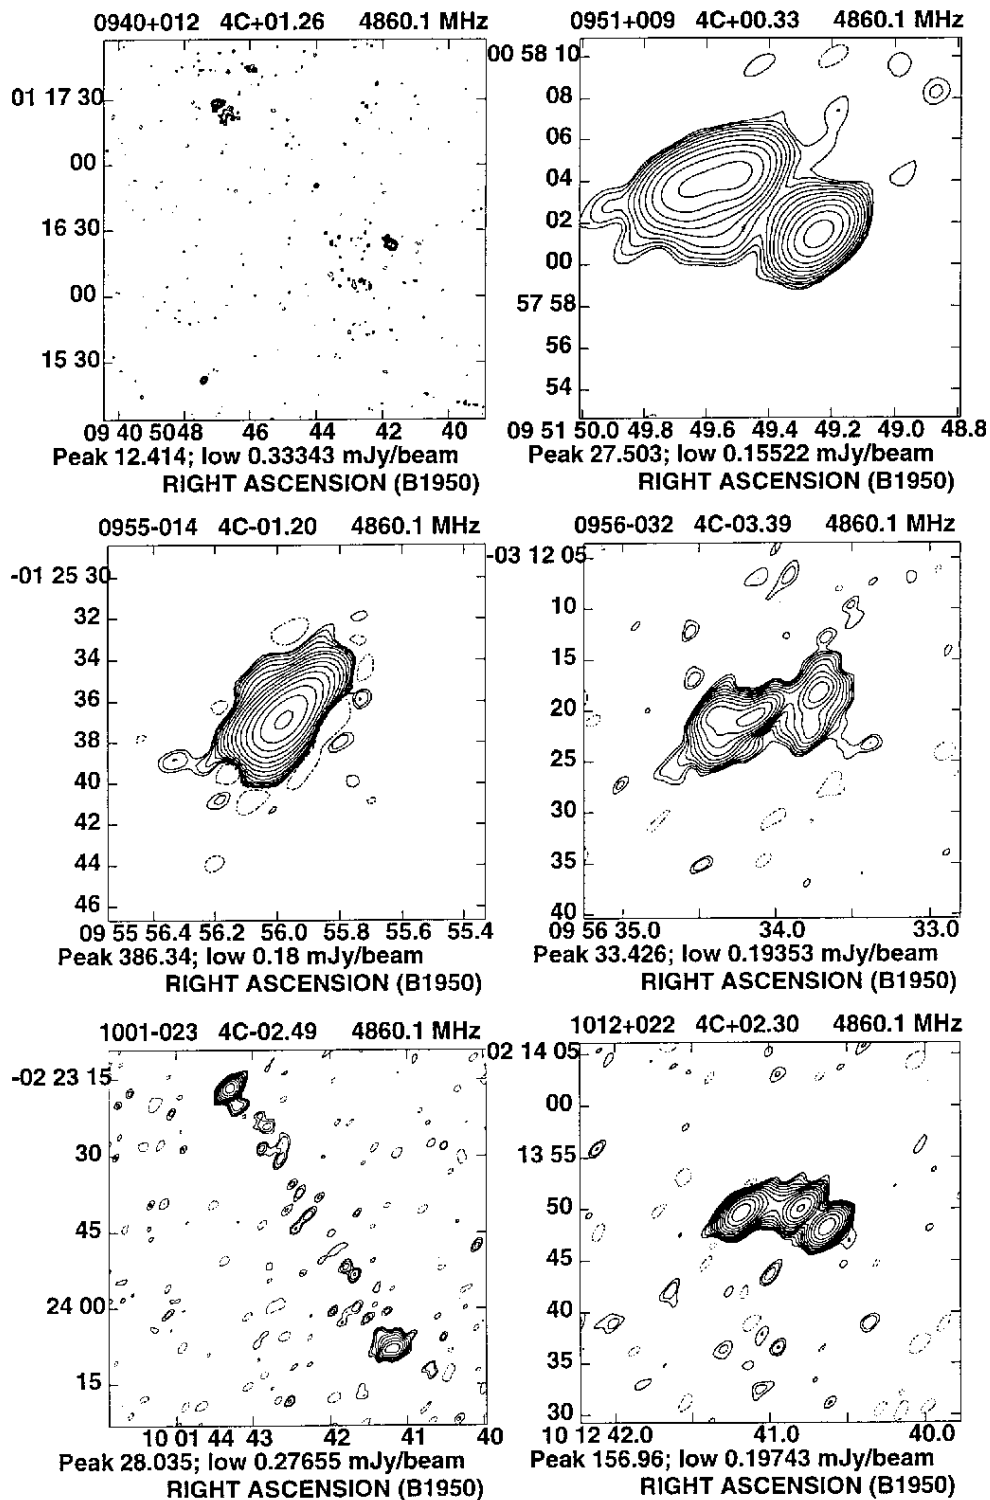 0940+012 4C+01.26 4860.1 MHz
01 17 30
00
16 30
00
15 30
09 40 50 48 46 44 42 40
Peak 12.414; low 0.33343 mJy/beam
RIGHT ASCENSION (B1950)
0951+009 4C+00.33 4860.1 MHz
00 58 10
08
06
04
02
00
57 58
56
54
09 51 50.0 49.8 49.6 49.4 49.2 49.0 48.8
Peak 27.503; low 0.15522 mJy/beam
RIGHT ASCENSION (B1950)
0955-014 4C-01.20 4860.1 MHz
-01 25 30
32
34
36
38
40
42
44
46
09 55 56.4 56.2 56.0 55.8 55.6 55.4
Peak 386.34; low 0.18 mJy/beam
RIGHT ASCENSION (B1950)
0956-032 4C-03.39 4860.1 MHz
-03 12 05
10
15
20
25
30
35
40
09 56 35.0 34.0 33.0
Peak 33.426; low 0.19353 mJy/beam
RIGHT ASCENSION (B1950)
1001-023 4C-02.49 4860.1 MHz
-02 23 15
30
45
24 00
15
10 01 44 43 42 41 40
Peak 28.035; low 0.27655 mJy/beam
RIGHT ASCENSION (B1950)
1012+022 4C+02.30 4860.1 MHz
02 14 05
00
13 55
50
45
40
35
30
10 12 42.0 41.0 40.0
Peak 156.96; low 0.19743 mJy/beam
RIGHT ASCENSION (B1950)